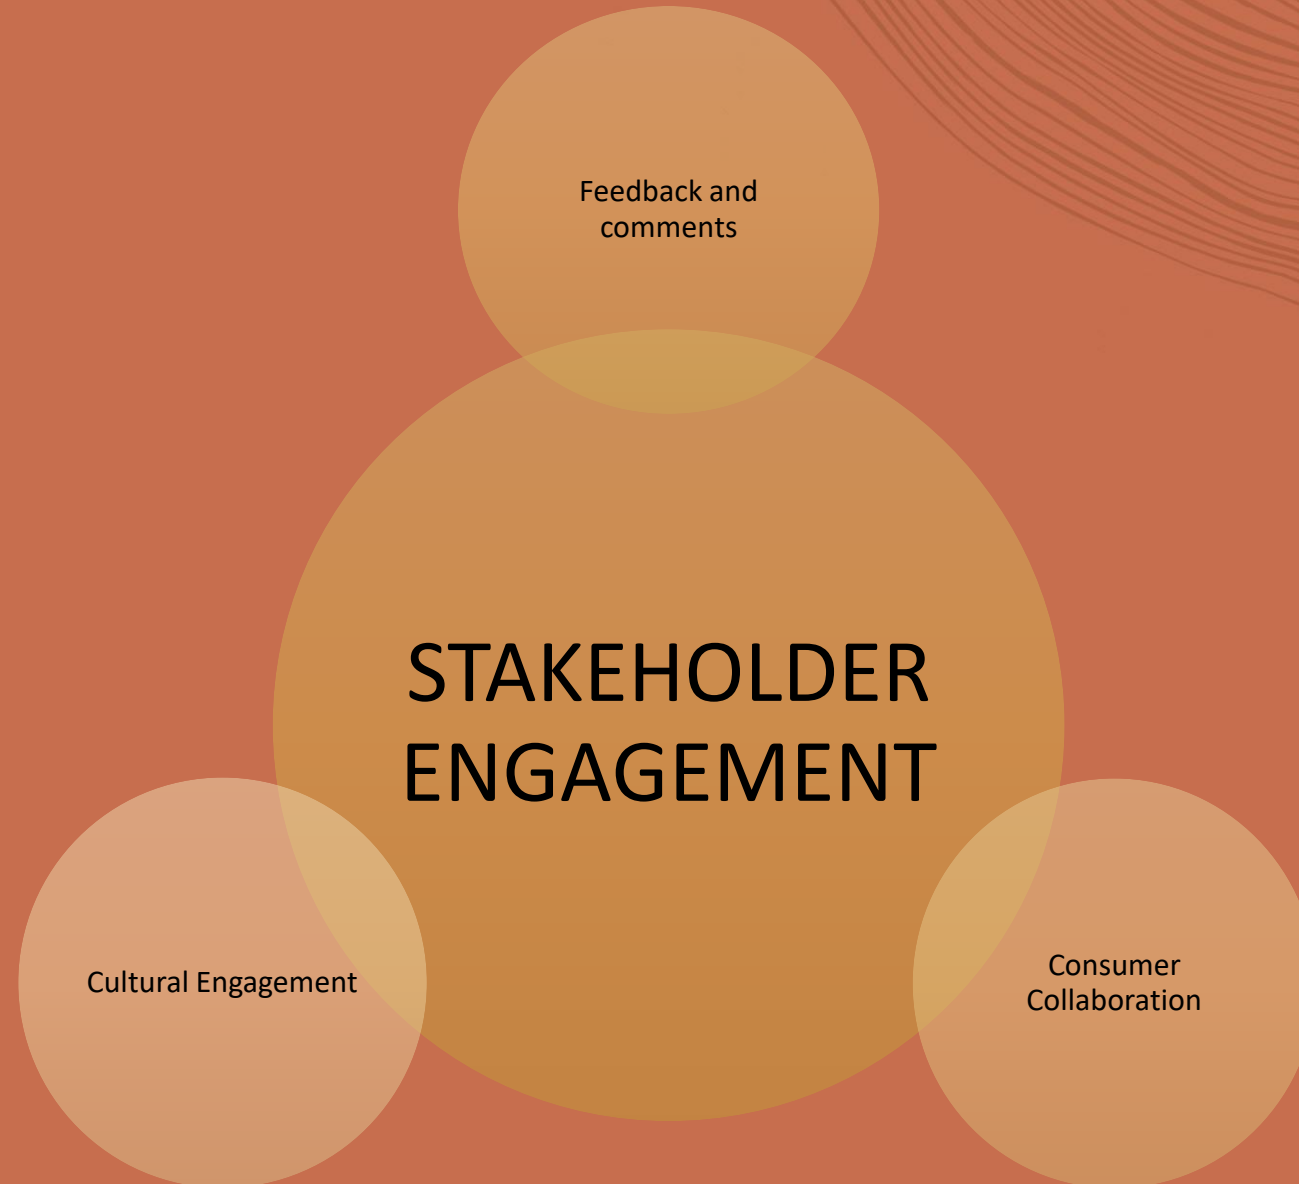 Feedback and
comments
STAKEHOLDER
ENGAGEMENT
Cultural Engagement
Consumer
Collaboration